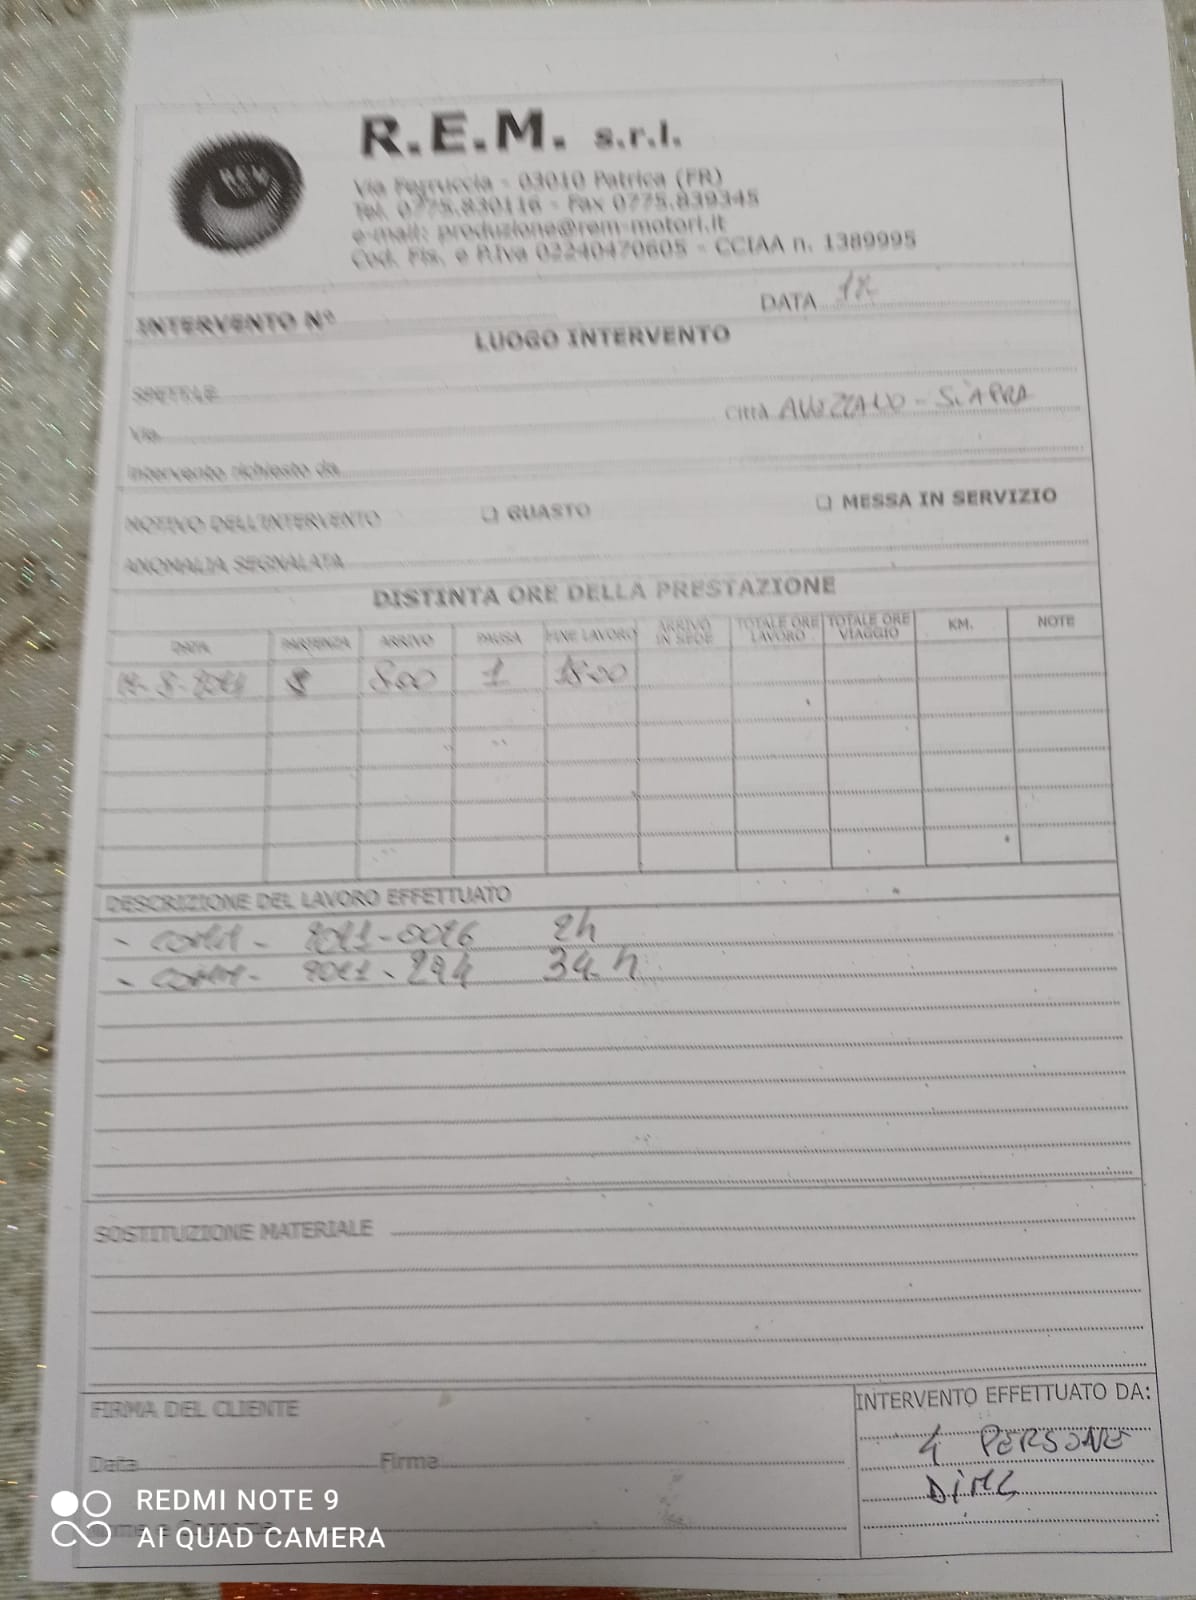 R.E.M. s.r.l.
Via Ferruccia - 03010 Patrica (FR)
Tel. 0775.830116 - Fax 0775.839345
e-mail: produzione@rem-motori.it
Cod. Fis. e P.Iva 02240470605 - CCIAA n. 1389995
INTERVENTO N°
DATA
LUOGO INTERVENTO
SPETT.LE
Via
Città AVEZZANO -
Intervento richiesto da
MOTIVO DELL'INTERVENTO GUASTO MESSA IN SERVIZIO
ANOMALIA SEGNALATA
DISTINTA ORE DELLA PRESTAZIONE
DATA PARTENZA ARRIVO PAUSA FINE LAVORO ARRIVO IN SEDE TOTALE ORE LAVORO TOTALE ORE VIAGGIO KM. NOTE
8 8.00 1 18.00
DESCRIZIONE DEL LAVORO EFFETTUATO
- COMM - 2h
- COMM - 34 h
SOSTITUZIONE MATERIALE
FIRMA DEL CLIENTE
INTERVENTO EFFETTUATO DA:
4 PERSONE
Data Firma
REDMI NOTE 9
AI QUAD CAMERA